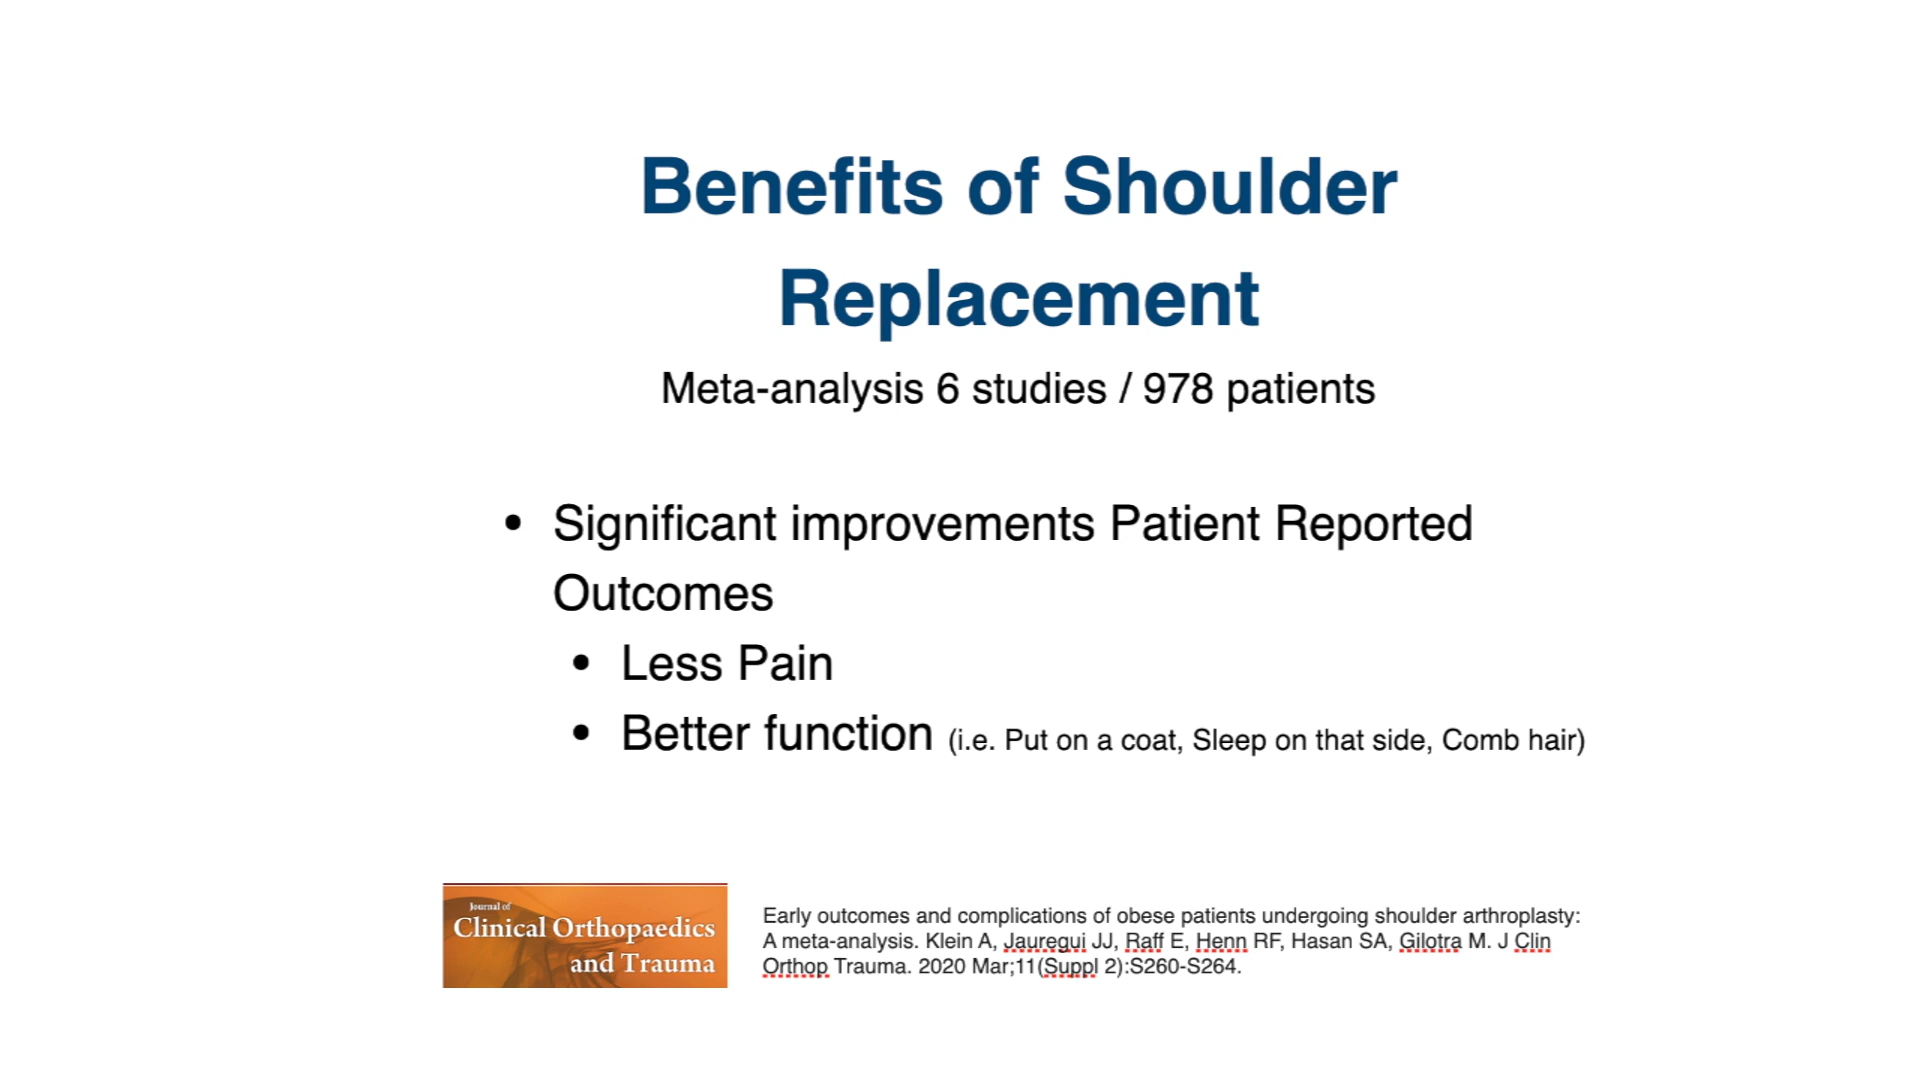 Benefits of Shoulder
Replacement
Meta-analysis 6 studies / 978 patients
• Significant improvements Patient Reported
Outcomes
• Less Pain
• Better function (i.e. Put on a coat, Sleep on that side, Comb hair)
Journal of
Clinical Orthopaedics
and Trauma
Early outcomes and complications of obese patients undergoing shoulder arthroplasty:
A meta-analysis. Klein A, Jauregui JJ, Raff E, Henn RF, Hasan SA, Gilotra M. J Clin
Orthop Trauma. 2020 Mar;11(Suppl 2):S260-S264.